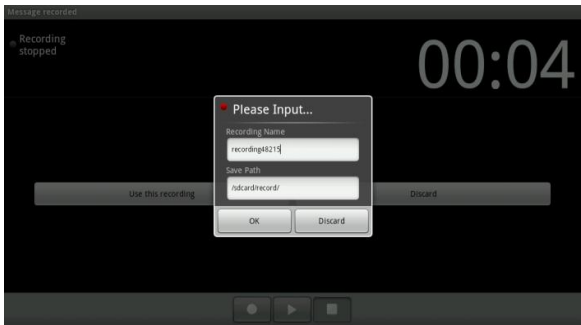 Message recorded
Recording
stopped
00:04
Please Input...
Recording Name
recording48215
Save Path
/sdcard/record/
Use this recording
Discard
OK
Discard